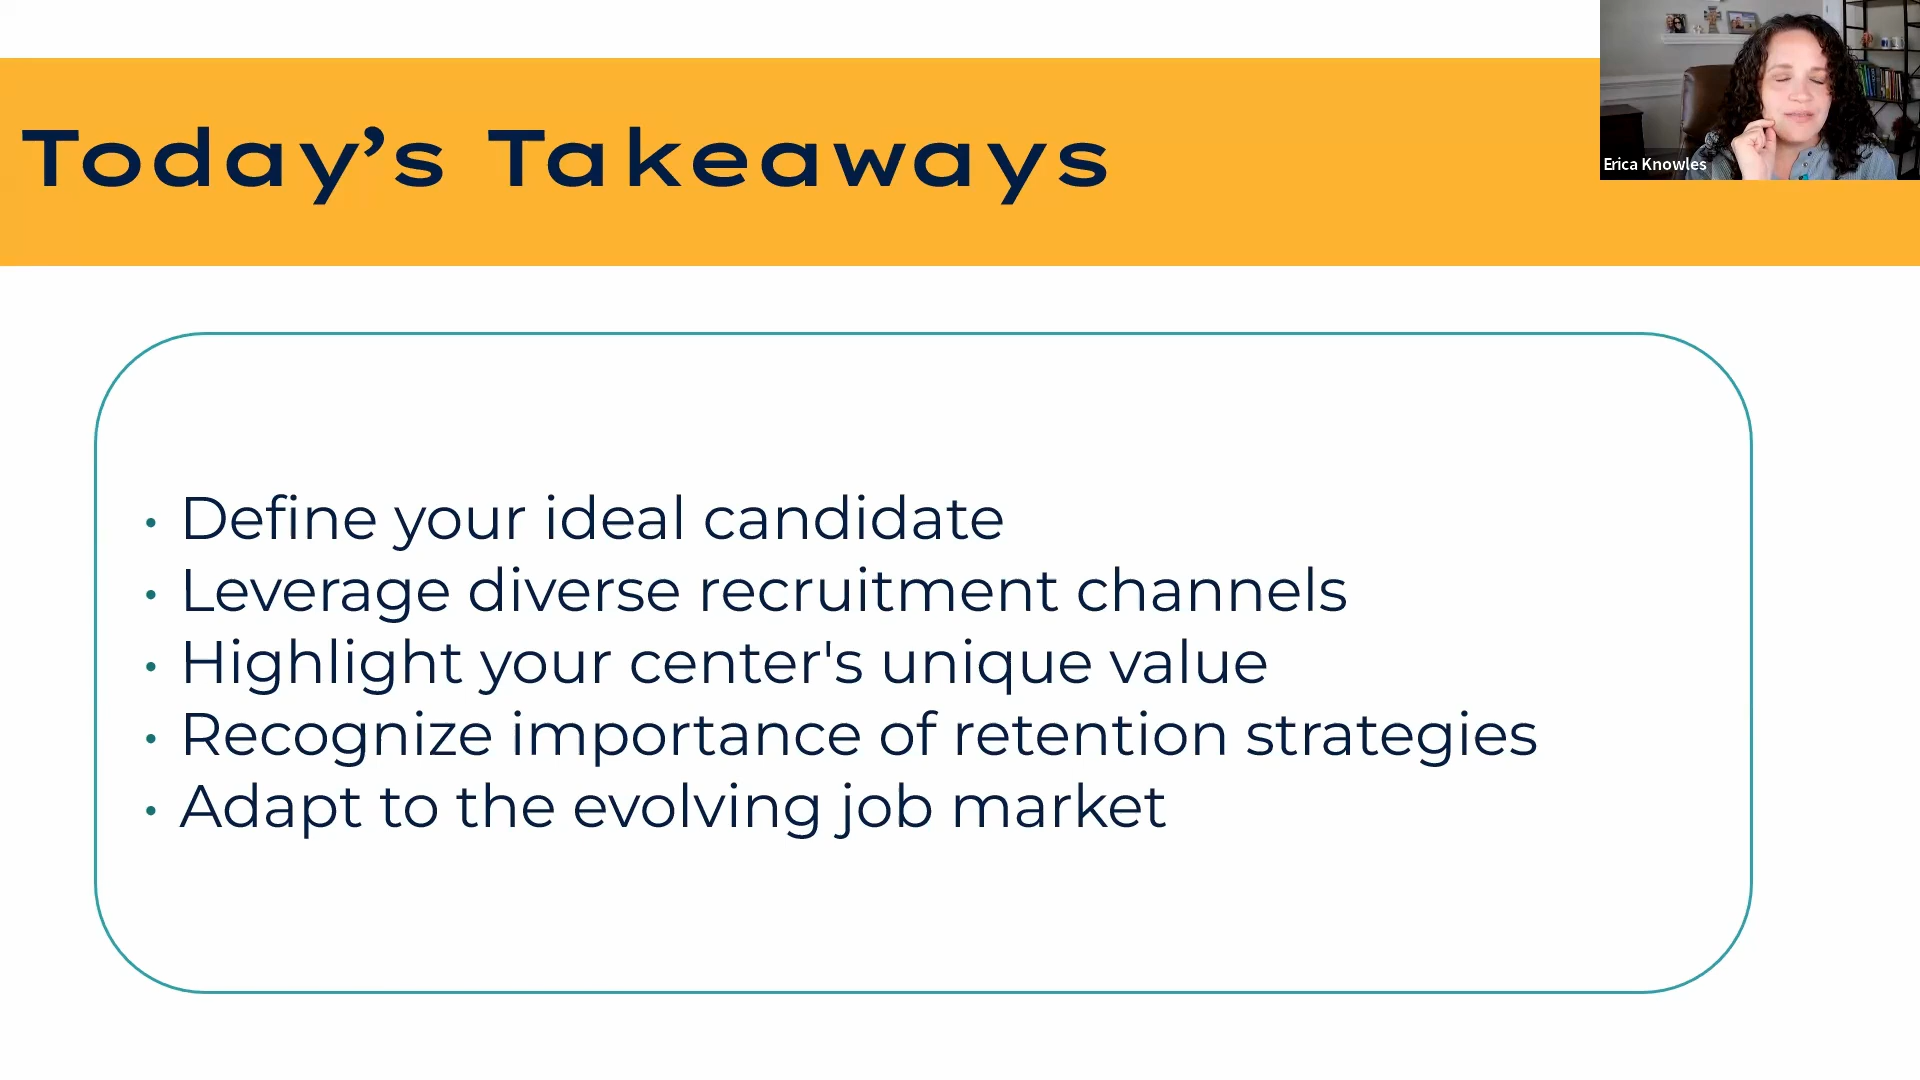 Today’s Takeaways
Erica Knowles
• Define your ideal candidate
• Leverage diverse recruitment channels
• Highlight your center's unique value
• Recognize importance of retention strategies
• Adapt to the evolving job market